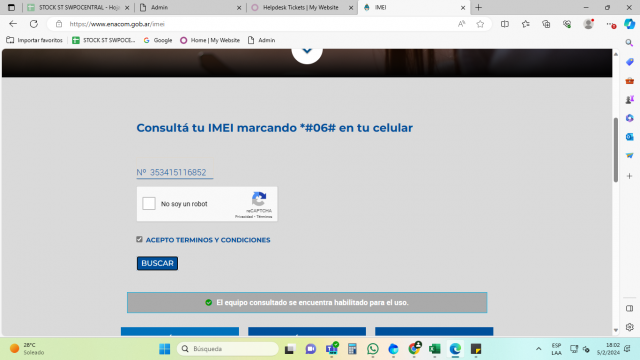 STOCK ST SWPOCENTRAL - Hoja
Admin
Helpdesk Tickets | My Website
IMEI
https://www.enacom.gob.ar/imei
Importar favoritos
STOCK ST SWPOCE...
Google
Home | My Website
Admin
Consultá tu IMEI marcando *#06# en tu celular
Nº 353415116852
No soy un robot
reCAPTCHA
Privacidad - Términos
ACEPTO TERMINOS Y CONDICIONES
BUSCAR
El equipo consultado se encuentra habilitado para el uso.
28°C
Soleado
Búsqueda
ESP
LAA
18:02
5/2/2024